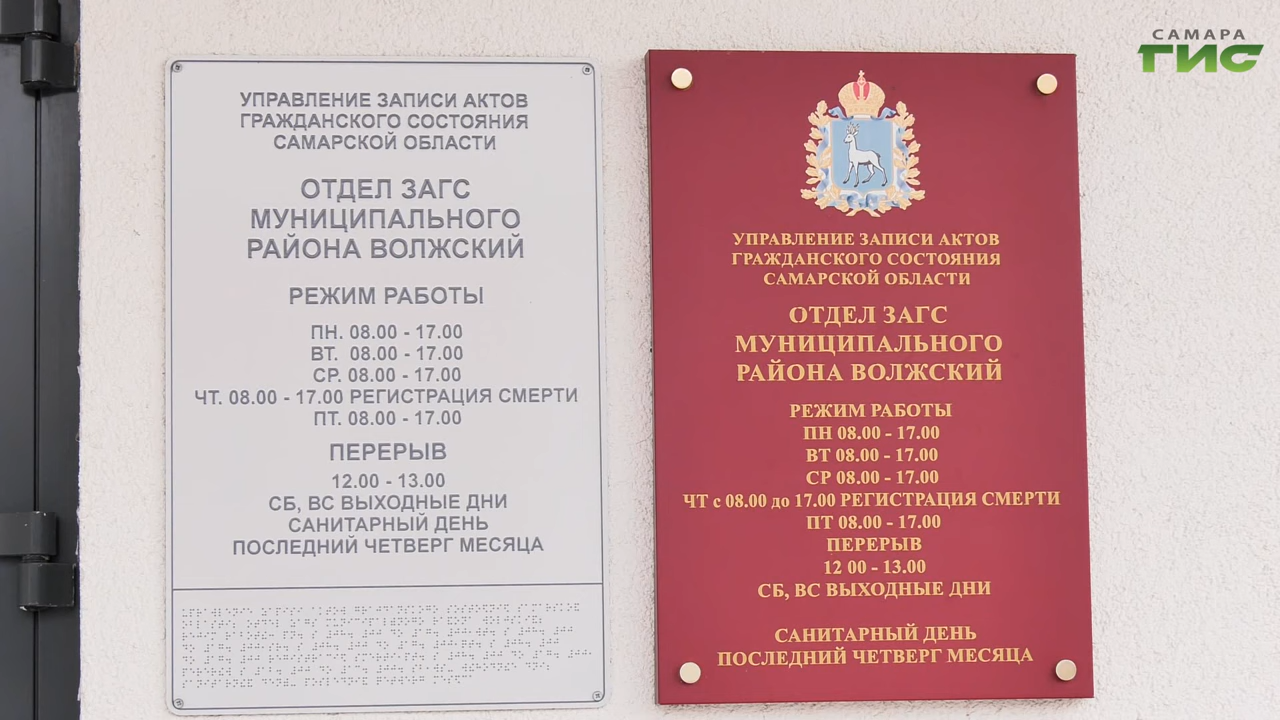 УПРАВЛЕНИЕ ЗАПИСИ АКТОВ
ГРАЖДАНСКОГО СОСТОЯНИЯ
САМАРСКОЙ ОБЛАСТИ
ОТДЕЛ ЗАГС
МУНИЦИПАЛЬНОГО
РАЙОНА ВОЛЖСКИЙ
РЕЖИМ РАБОТЫ
ПН. 08.00 - 17.00
ВТ. 08.00 - 17.00
СР. 08.00 - 17.00
ЧТ. 08.00 - 17.00 РЕГИСТРАЦИЯ СМЕРТИ
ПТ. 08.00 - 17.00
ПЕРЕРЫВ
12.00 - 13.00
СБ, ВС ВЫХОДНЫЕ ДНИ
САНИТАРНЫЙ ДЕНЬ
ПОСЛЕДНИЙ ЧЕТВЕРГ МЕСЯЦА
УПРАВЛЕНИЕ ЗАПИСИ АКТОВ
ГРАЖДАНСКОГО СОСТОЯНИЯ
САМАРСКОЙ ОБЛАСТИ
ОТДЕЛ ЗАГС
МУНИЦИПАЛЬНОГО
РАЙОНА ВОЛЖСКИЙ
РЕЖИМ РАБОТЫ
ПН 08.00 - 17.00
ВТ 08.00 - 17.00
СР 08.00 - 17.00
ЧТ с 08.00 до 17.00 РЕГИСТРАЦИЯ СМЕРТИ
ПТ 08.00 - 17.00
ПЕРЕРЫВ
12 00 - 13.00
СБ, ВС ВЫХОДНЫЕ ДНИ
САНИТАРНЫЙ ДЕНЬ
ПОСЛЕДНИЙ ЧЕТВЕРГ МЕСЯЦА
САМАРА
ГИС